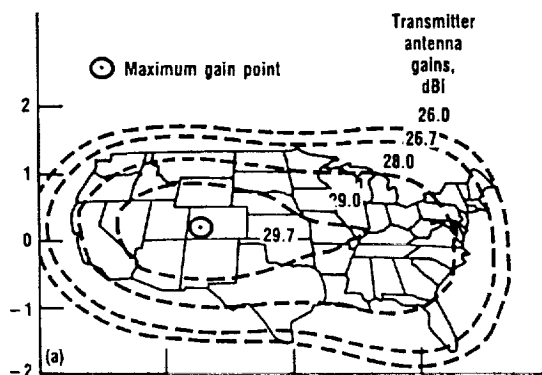 Transmitter
antenna
gains,
dBi
Maximum gain point
26.0
26.7
28.0
29.0
29.7
2
1
0
−1
−2
(a)